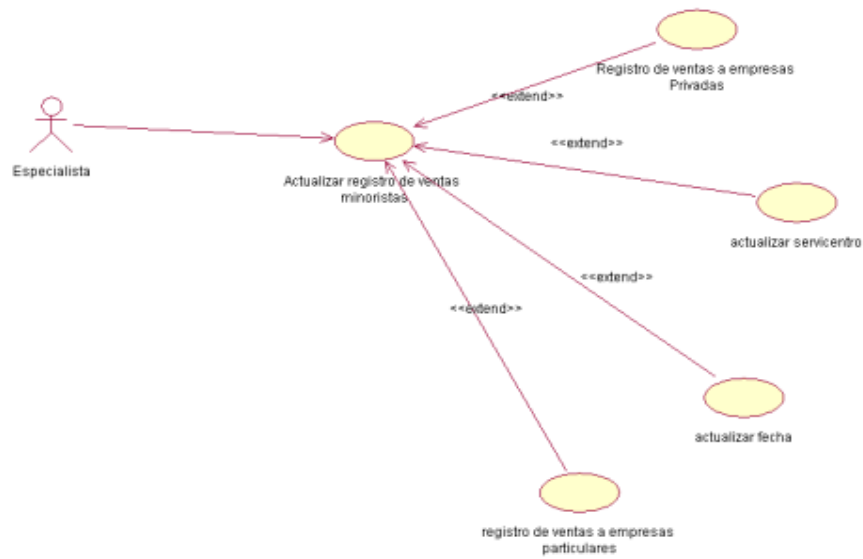 Registro de ventas a empresas
Privadas
<<extend>>
<<extend>>
Especialista
Actualizar registro de ventas
minoristas
actualizar servicentro
<<extend>>
<<extend>>
actualizar fecha
registro de ventas a empresas
particulares